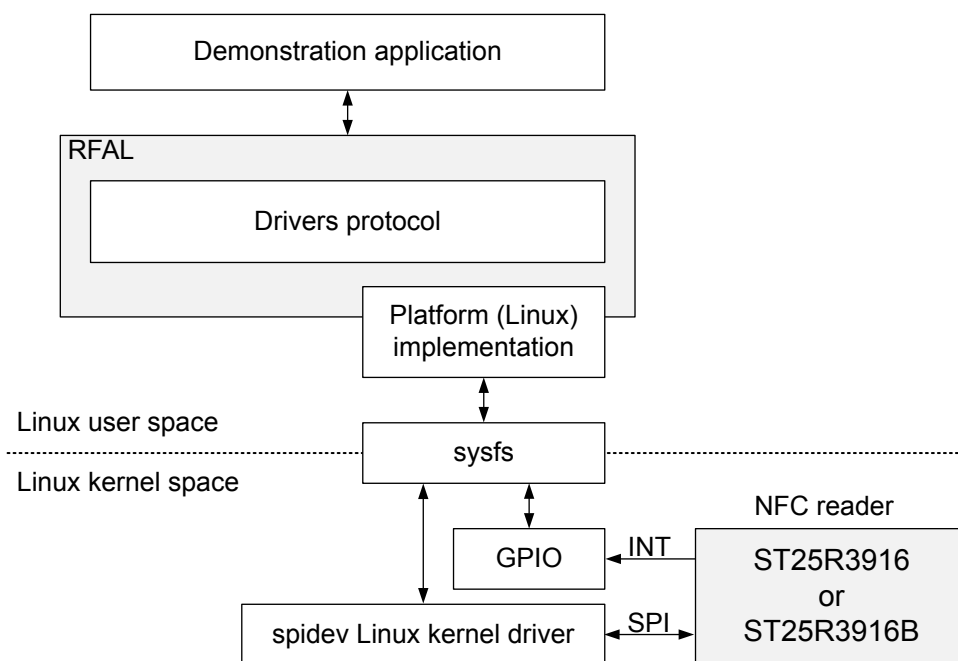 Demonstration application
RFAL
Drivers protocol
Platform (Linux)
implementation
Linux user space
sysfs
Linux kernel space
NFC reader
GPIO
INT
ST25R3916
or
ST25R3916B
spidev Linux kernel driver
SPI